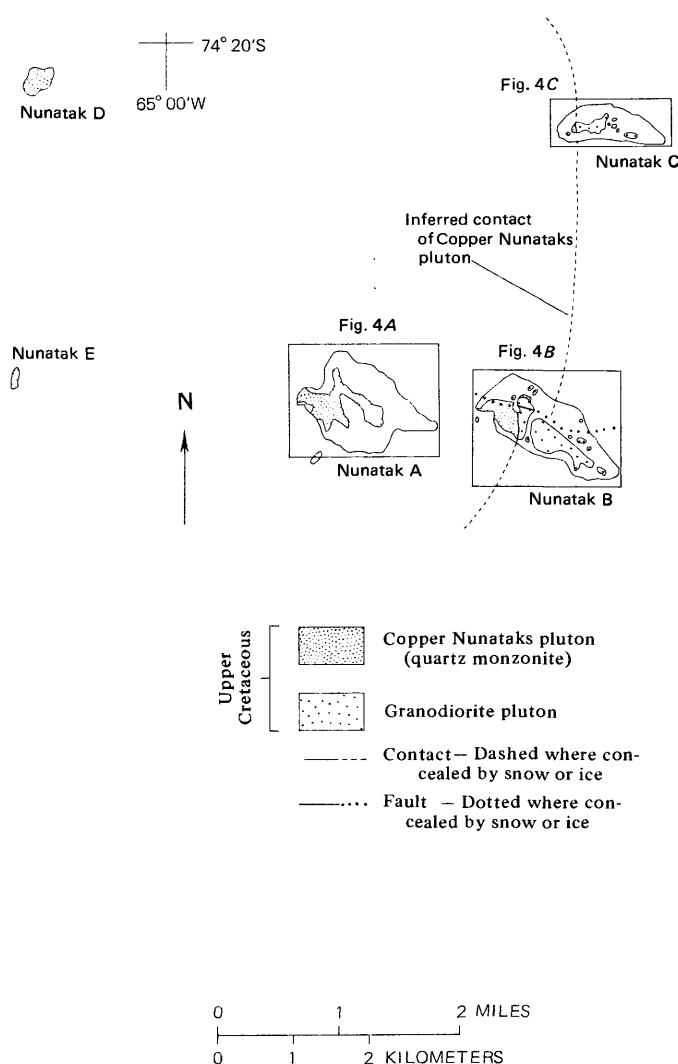 74° 20'S
65° 00'W
Nunatak D
Fig. 4C
Nunatak C
Inferred contact
of Copper Nunataks
pluton
Fig. 4A
Nunatak E
Fig. 4B
N
Nunatak A
Nunatak B
Upper
Cretaceous
Copper Nunataks pluton
(quartz monzonite)
Granodiorite pluton
Contact— Dashed where con-
cealed by snow or ice
Fault — Dotted where con-
cealed by snow or ice
0 1 2 MILES
0 1 2 KILOMETERS